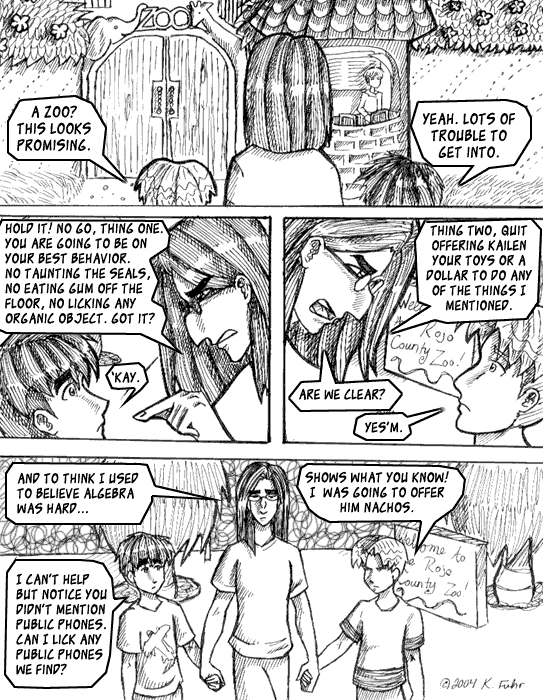 ZOO
A ZOO?
THIS LOOKS
PROMISING.
YEAH. LOTS OF
TROUBLE TO
GET INTO.
HOLD IT! NO GO, THING ONE.
YOU ARE GOING TO BE ON
YOUR BEST BEHAVIOR.
NO TAUNTING THE SEALS,
NO EATING GUM OFF THE
FLOOR, NO LICKING ANY
ORGANIC OBJECT. GOT IT?
'KAY.
THING TWO, QUIT
OFFERING KAILEN
YOUR TOYS OR A
DOLLAR TO DO ANY
OF THE THINGS I
MENTIONED.
Rojo
County Zoo!
ARE WE CLEAR?
YES'M.
AND TO THINK I USED
TO BELIEVE ALGEBRA
WAS HARD...
SHOWS WHAT YOU KNOW!
I WAS GOING TO OFFER
HIM NACHOS.
I CAN'T HELP
BUT NOTICE YOU
DIDN'T MENTION
PUBLIC PHONES.
CAN I LICK ANY
PUBLIC PHONES
WE FIND?
come to
e Rojo
County Zoo!
©2004 K. Fuhr